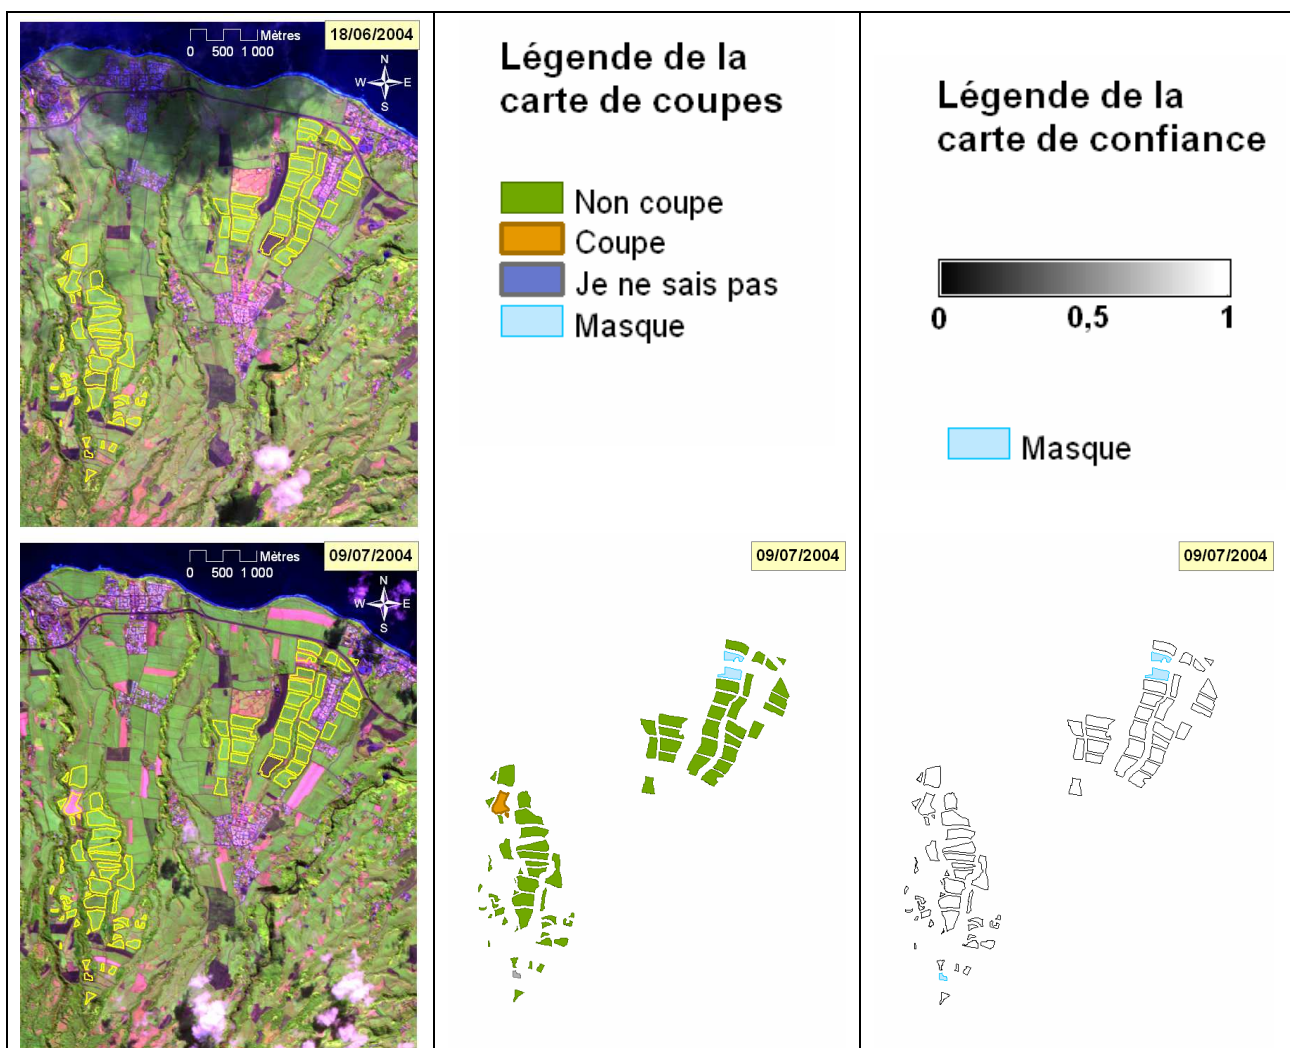 Mètres
0 500 1 000
18/06/2004
N
W E
S
Légende de la
carte de coupes
Non coupe
Coupe
Je ne sais pas
Masque
Légende de la
carte de confiance
0 0,5 1
Masque
Mètres
0 500 1 000
09/07/2004
N
W E
S
09/07/2004
09/07/2004